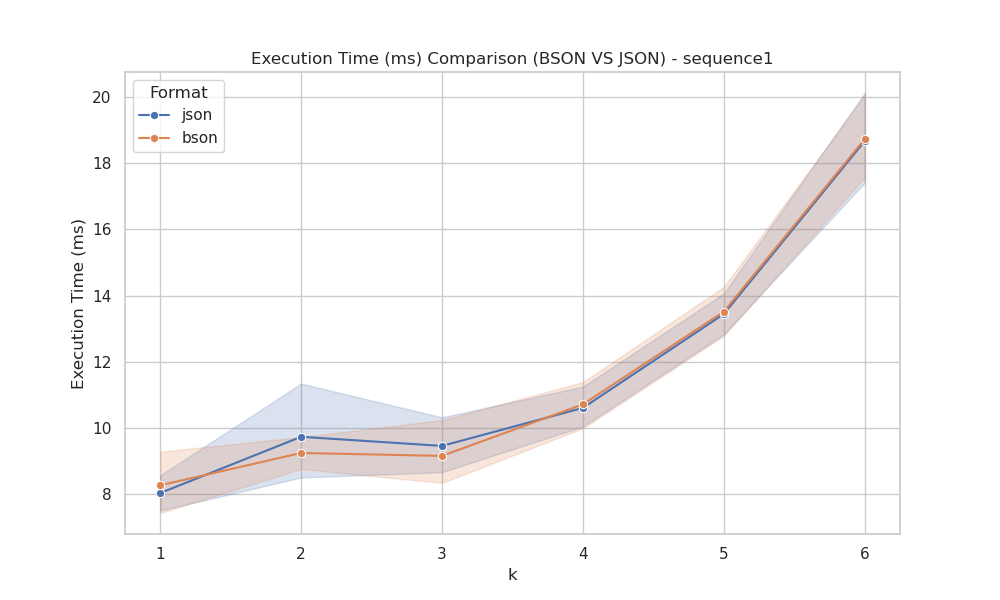 Execution Time (ms) Comparison (BSON VS JSON) - sequence1
Format
json
bson
Execution Time (ms)
20
18
16
14
12
10
8
1 2 3 4 5 6
k